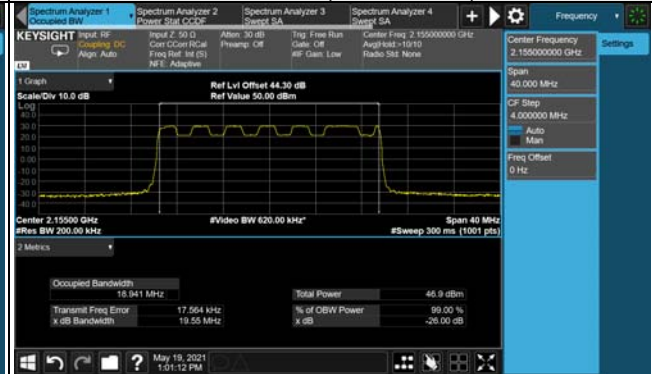 Spectrum Analyzer 1
Occupied BW
Spectrum Analyzer 2
Power Stat CCDF
Spectrum Analyzer 3
Swept SA
Spectrum Analyzer 4
Swept SA
Frequency
KEYSIGHT
Input: RF
Coupling: DC
Align: Auto
Input Z: 50 Ω
Corr CCorr RCal
Freq Ref: Int (S)
NFE: Adaptive
Atten: 30 dB
Preamp: Off
Trig: Free Run
Gate: Off
#IF Gain: Low
Center Freq: 2.155000000 GHz
Avg|Hold:>10/10
Radio Std: None
Center Frequency
2.155000000 GHz
Settings
Span
40.000 MHz
CF Step
4.000000 MHz
Auto
Man
Freq Offset
0 Hz
LXI
1 Graph
Scale/Div 10.0 dB
Ref Lvl Offset 44.30 dB
Ref Value 50.00 dBm
Log
40.0
30.0
20.0
10.0
0.00
-10.0
-20.0
-30.0
-40.0
Center 2.15500 GHz
#Res BW 200.00 kHz
#Video BW 620.00 kHz*
Span 40 MHz
#Sweep 300 ms (1001 pts)
2 Metrics
Occupied Bandwidth
18.941 MHz
Total Power 46.9 dBm
Transmit Freq Error 17.564 kHz
% of OBW Power 99.00 %
x dB Bandwidth 19.55 MHz
x dB -26.00 dB
May 19, 2021
1:01:12 PM